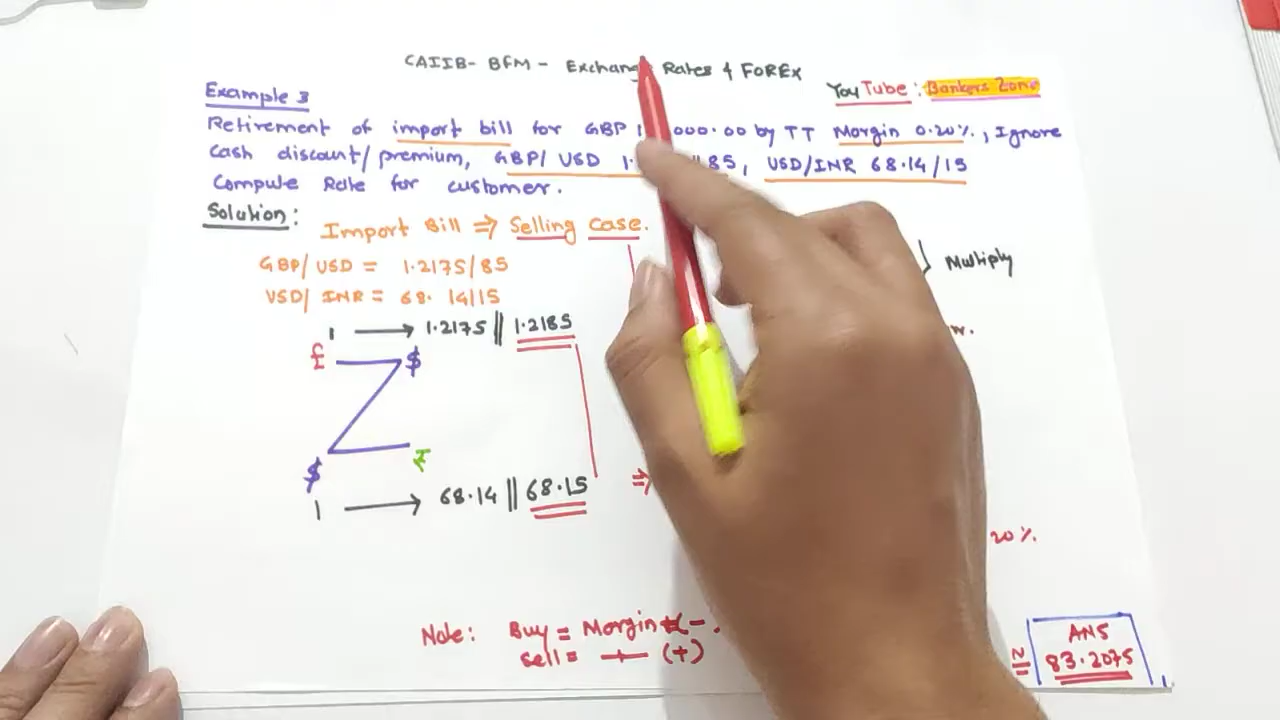 CAIIB- BFM - Exchange Rates & FOREX
YouTube: Bankers Zone
Example 3
Retirement of import bill for GBP 1 000.00 by TT Margin 0.20%, Ignore
Cash discount/premium, GBP/ USD 1. 85, USD/INR 68.14/15
Compute Rate for customer.
Solution:
Import Bill ⇒ Selling Case.
GBP/ USD = 1.2175/85
USD/ INR = 68. 14/15
} Multiply
1 → 1.2175 || 1.2185
£ $
$ ₹
1 → 68.14 || 68.15
⇒
20%.
Note: Buy = Margin (-
Sell = (+)
≈ ANS
83.2075